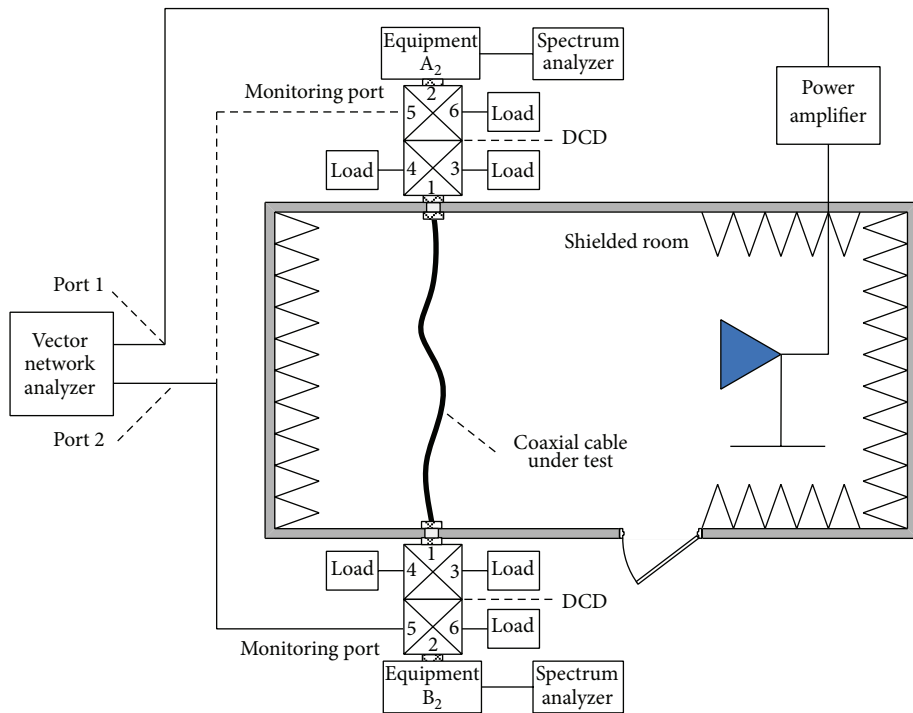 Equipment
A2
Spectrum
analyzer
Monitoring port
2
5
6
Load
Power
amplifier
DCD
Load
4
3
Load
1
Shielded room
Port 1
Vector
network
analyzer
Port 2
Coaxial cable
under test
1
Load
4
3
Load
DCD
5
6
Load
Monitoring port
2
Equipment
B2
Spectrum
analyzer